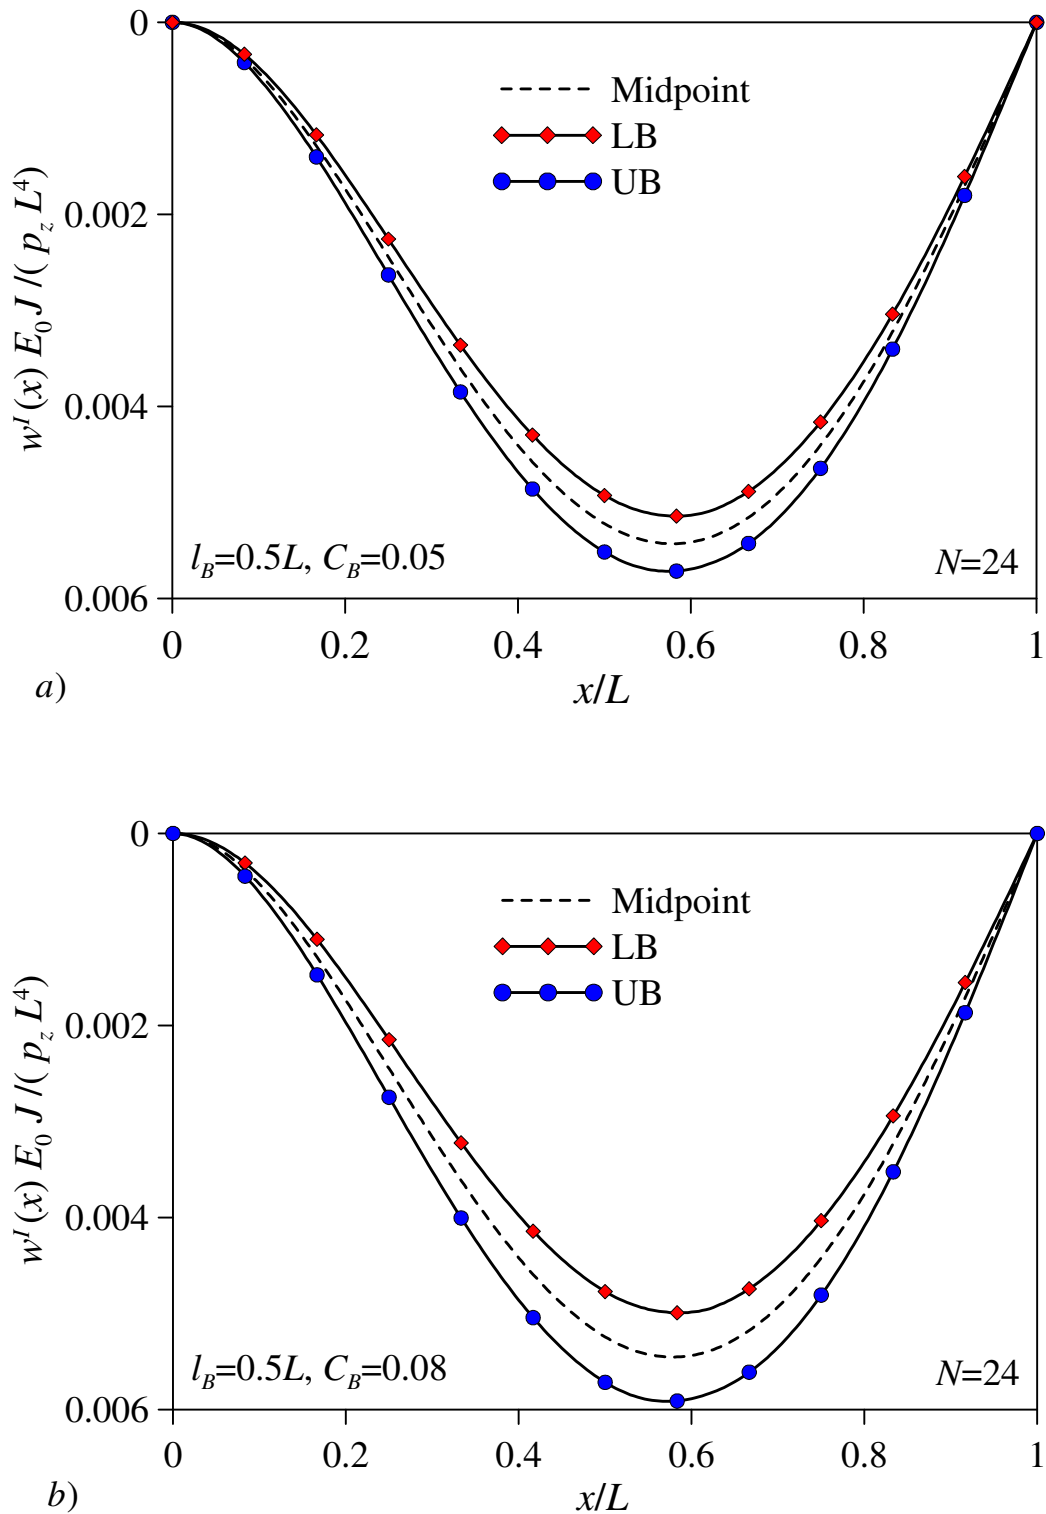 0
Midpoint
LB
UB
0.002
w^I(x) E_0 J /( p_z L^4)
0.004
l_B=0.5L, C_B=0.05
N=24
0.006
0 0.2 0.4 0.6 0.8 1
x/L
a)
0
Midpoint
LB
UB
0.002
w^I(x) E_0 J /( p_z L^4)
0.004
l_B=0.5L, C_B=0.08
N=24
0.006
0 0.2 0.4 0.6 0.8 1
x/L
b)